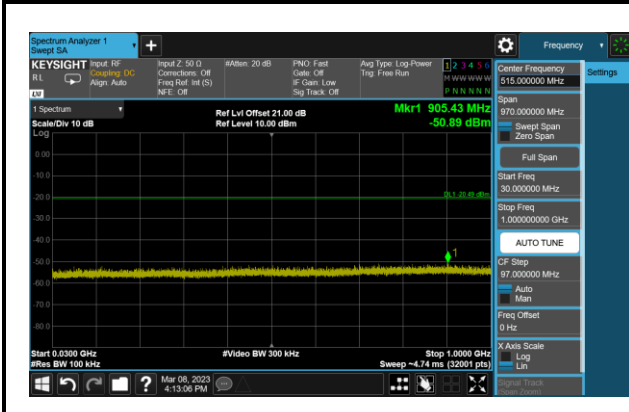 Spectrum Analyzer 1
Swept SA
+
Frequency
KEYSIGHT
RL
LXI
Input: RF
Coupling: DC
Align: Auto
Input Z: 50 Ω
Corrections: Off
Freq Ref: Int (S)
NFE: Off
#Atten: 20 dB
PNO: Fast
Gate: Off
IF Gain: Low
Sig Track: Off
Avg Type: Log-Power
Trig: Free Run
1 2 3 4 5 6
M W W W W W
P N N N N N
Center Frequency
515.000000 MHz
Settings
1 Spectrum
Scale/Div 10 dB
Log
Ref Lvl Offset 21.00 dB
Ref Level 10.00 dBm
Mkr1 905.43 MHz
-50.89 dBm
0.00
-10.0
-20.0
-30.0
-40.0
-50.0
-60.0
-70.0
-80.0
DL1 -20.49 dBm
1
Span
970.000000 MHz
Swept Span
Zero Span
Full Span
Start Freq
30.000000 MHz
Stop Freq
1.000000000 GHz
AUTO TUNE
CF Step
97.000000 MHz
Auto
Man
Freq Offset
0 Hz
X Axis Scale
Log
Lin
Signal Track
(Span Zoom)
Start 0.0300 GHz
#Res BW 100 kHz
#Video BW 300 kHz
Stop 1.0000 GHz
Sweep ~4.74 ms (32001 pts)
?
Mar 08, 2023
4:13:06 PM